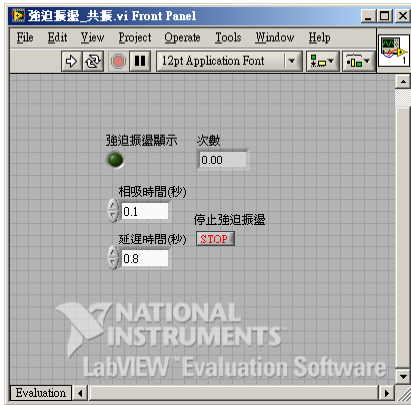 強迫振盪_共振.vi Front Panel
File Edit View Project Operate Tools Window Help
12pt Application Font
1
強迫振盪顯示 次數
0.00
相吸時間(秒)
0.1
停止強迫振盪
延遲時間(秒) STOP
0.8
NATIONAL
INSTRUMENTS
LabVIEW™ Evaluation Software
Evaluation